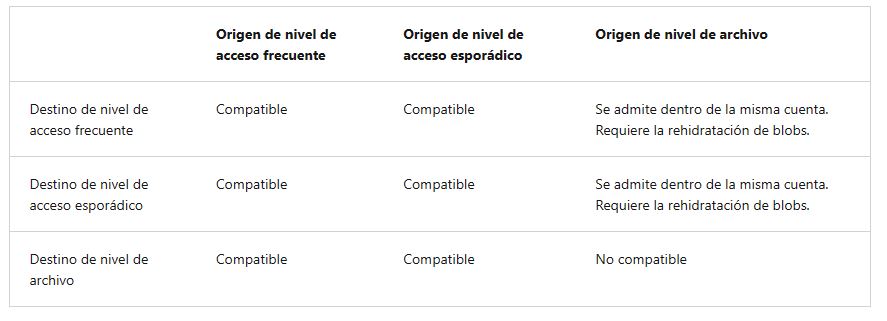 Origen de nivel de
acceso frecuente
Origen de nivel de
acceso esporádico
Origen de nivel de archivo
Destino de nivel de
acceso frecuente
Compatible
Compatible
Se admite dentro de la misma cuenta.
Requiere la rehidratación de blobs.
Destino de nivel de
acceso esporádico
Compatible
Compatible
Se admite dentro de la misma cuenta.
Requiere la rehidratación de blobs.
Destino de nivel de
archivo
Compatible
Compatible
No compatible